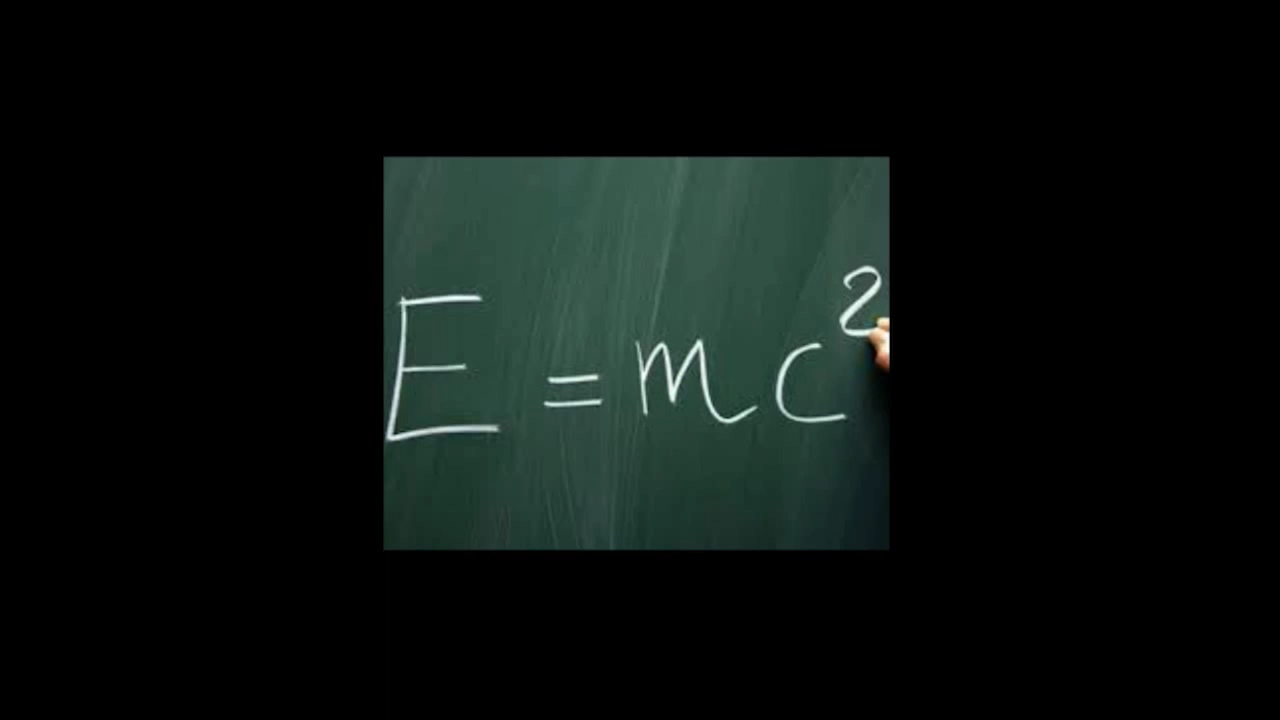 E = mc²